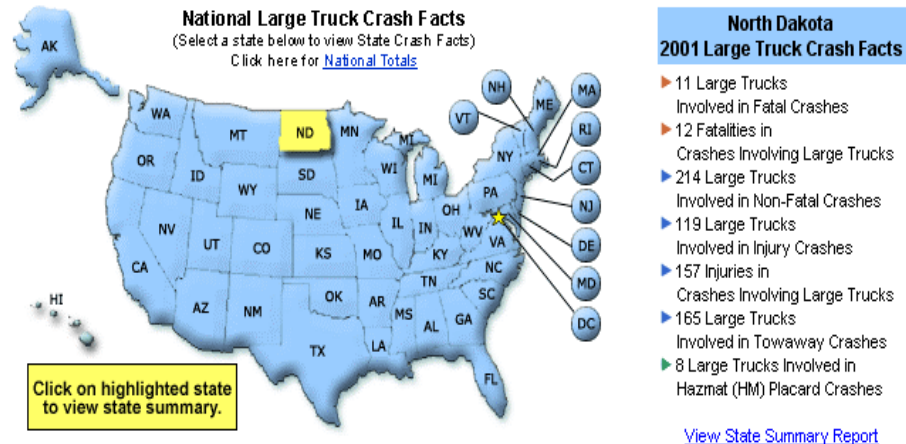 National Large Truck Crash Facts
(Select a state below to view State Crash Facts)
Click here for National Totals
AK
WA
OR
CA
NV
ID
MT
WY
UT
CO
AZ
NM
ND
SD
NE
KS
OK
TX
MN
IA
MO
AR
LA
WI
IL
MI
MI
IN
OH
KY
TN
MS
AL
GA
FL
SC
NC
VA
WV
PA
NY
VT
NH
ME
MA
RI
CT
NJ
DE
MD
DC
HI
Click on highlighted state
to view state summary.
North Dakota
2001 Large Truck Crash Facts
11 Large Trucks
Involved in Fatal Crashes
12 Fatalities in
Crashes Involving Large Trucks
214 Large Trucks
Involved in Non-Fatal Crashes
119 Large Trucks
Involved in Injury Crashes
157 Injuries in
Crashes Involving Large Trucks
165 Large Trucks
Involved in Towaway Crashes
8 Large Trucks Involved in
Hazmat (HM) Placard Crashes
View State Summary Report